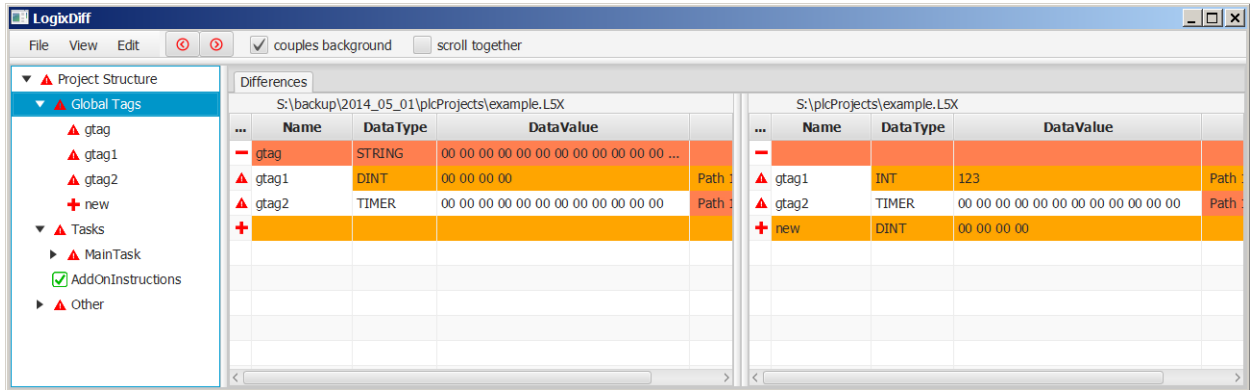 LogixDiff
File View Edit couples background scroll together
Project Structure
Global Tags
gtag
gtag1
gtag2
new
Tasks
MainTask
AddOnInstructions
Other
Differences
S:\backup\2014_05_01\plcProjects\example.L5X
... Name DataType DataValue
gtag STRING 00 00 00 00 00 00 00 00 00 00 00 00 ...
gtag1 DINT 00 00 00 00 Path 1
gtag2 TIMER 00 00 00 00 00 00 00 00 00 00 00 00 Path 1
S:\plcProjects\example.L5X
... Name DataType DataValue
gtag1 INT 123 Path 1
gtag2 TIMER 00 00 00 00 00 00 00 00 00 00 00 00 Path 1
new DINT 00 00 00 00